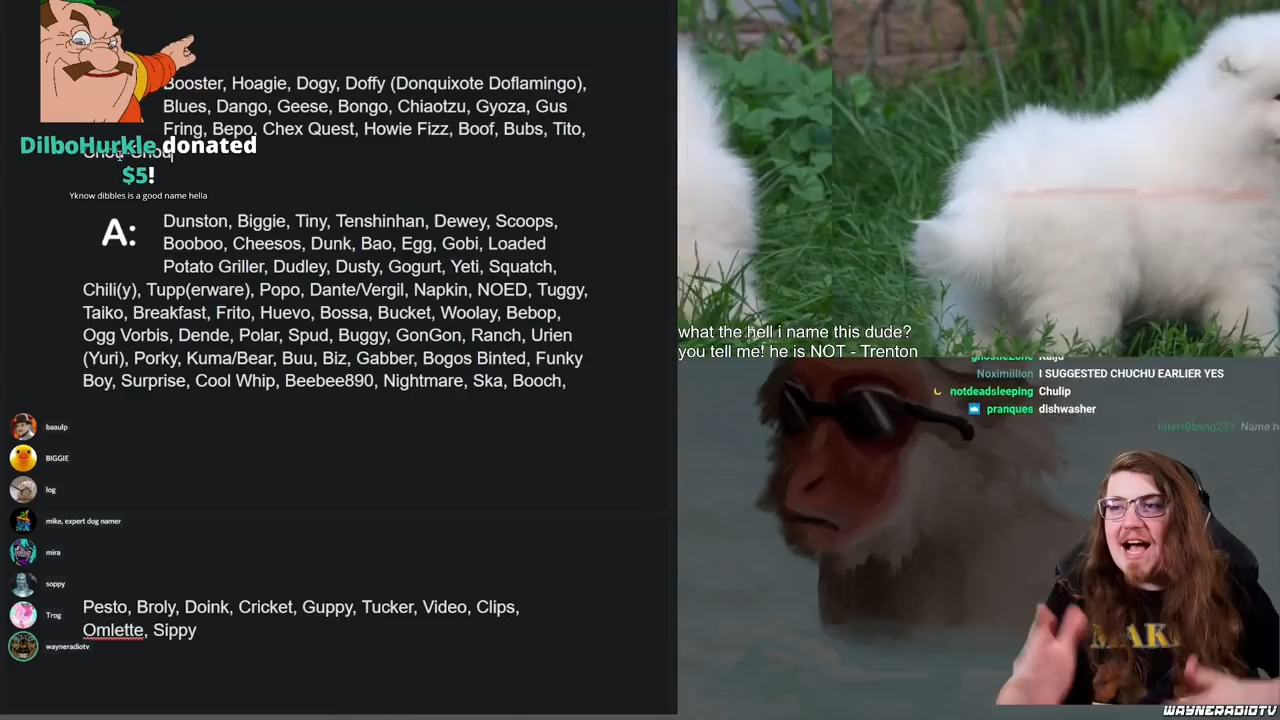 Booster, Hoagie, Dogy, Doffy (Donquixote Doflamingo),
Blues, Dango, Geese, Bongo, Chiaotzu, Gyoza, Gus
Fring, Bepo, Chex Quest, Howie Fizz, Boof, Bubs, Tito,
DilboHurkle donated
$5!
Yknow dibbles is a good name hella
A:
Dunston, Biggie, Tiny, Tenshinhan, Dewey, Scoops,
Booboo, Cheesos, Dunk, Bao, Egg, Gobi, Loaded
Potato Griller, Dudley, Dusty, Gogurt, Yeti, Squatch,
Chili(y), Tupp(erware), Popo, Dante/Vergil, Napkin, NOED, Tuggy,
Taiko, Breakfast, Frito, Huevo, Bossa, Bucket, Woolay, Bebop,
Ogg Vorbis, Dende, Polar, Spud, Buggy, GonGon, Ranch, Urien
(Yuri), Porky, Kuma/Bear, Buu, Biz, Gabber, Bogos Binted, Funky
Boy, Surprise, Cool Whip, Beebee890, Nightmare, Ska, Booch,
baaulp
BIGGIE
log
mike, expert dog namer
mira
soppy
Trog
wayneradiotv
Pesto, Broly, Doink, Cricket, Guppy, Tucker, Video, Clips,
Omlette, Sippy
what the hell i name this dude?
you tell me! he is NOT - Trenton
Noximillion I SUGGESTED CHUCHU EARLIER YES
notdeadsleeping Chulip
pranques dishwasher
Name h
MAK
WAYNERADIOTV